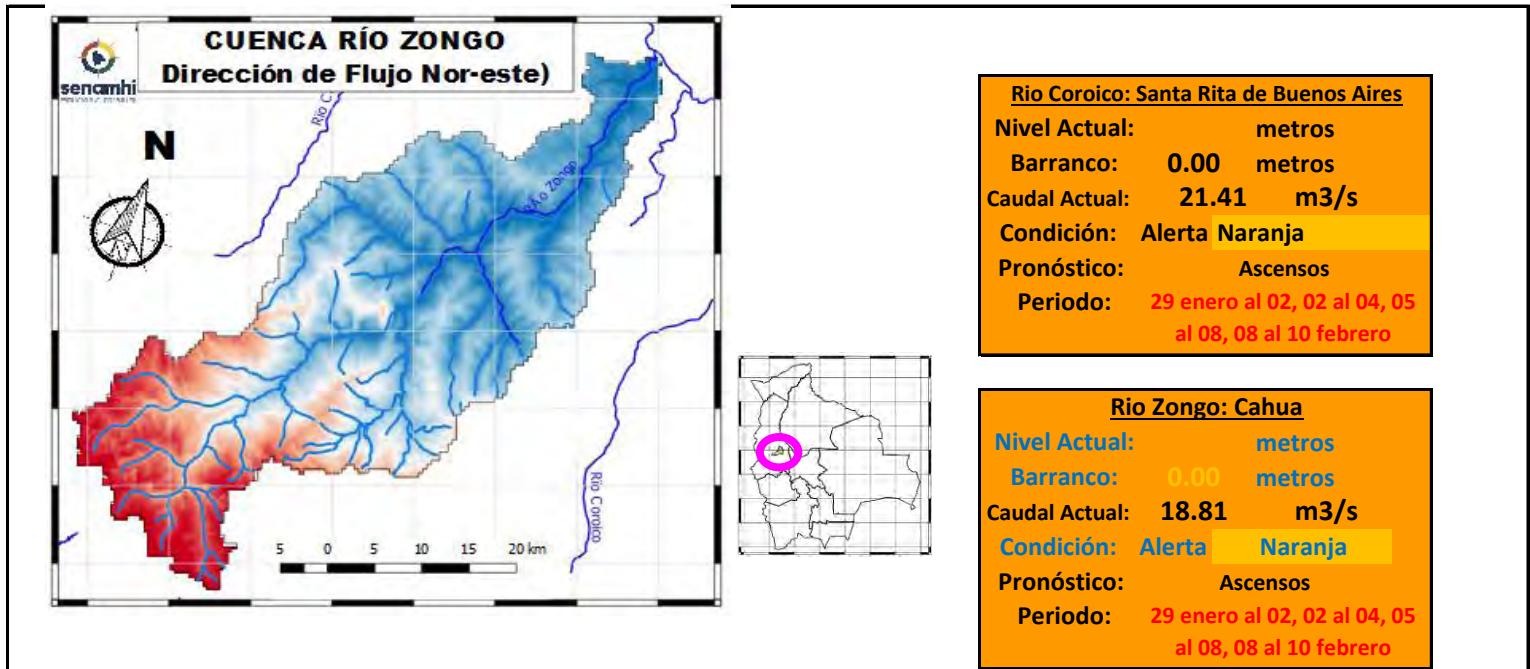 CUENCA RÍO ZONGO
Dirección de Flujo Nor-este)
senamhi
N
Río C
RÃ­o Zongo
Río Coroico
5 0 5 10 15 20 km
Rio Coroico: Santa Rita de Buenos Aires
Nivel Actual: metros
Barranco: 0.00 metros
Caudal Actual: 21.41 m3/s
Condición: Alerta Naranja
Pronóstico: Ascensos
Periodo: 29 enero al 02, 02 al 04, 05
al 08, 08 al 10 febrero
Rio Zongo: Cahua
Nivel Actual: metros
Barranco: 0.00 metros
Caudal Actual: 18.81 m3/s
Condición: Alerta Naranja
Pronóstico: Ascensos
Periodo: 29 enero al 02, 02 al 04, 05
al 08, 08 al 10 febrero